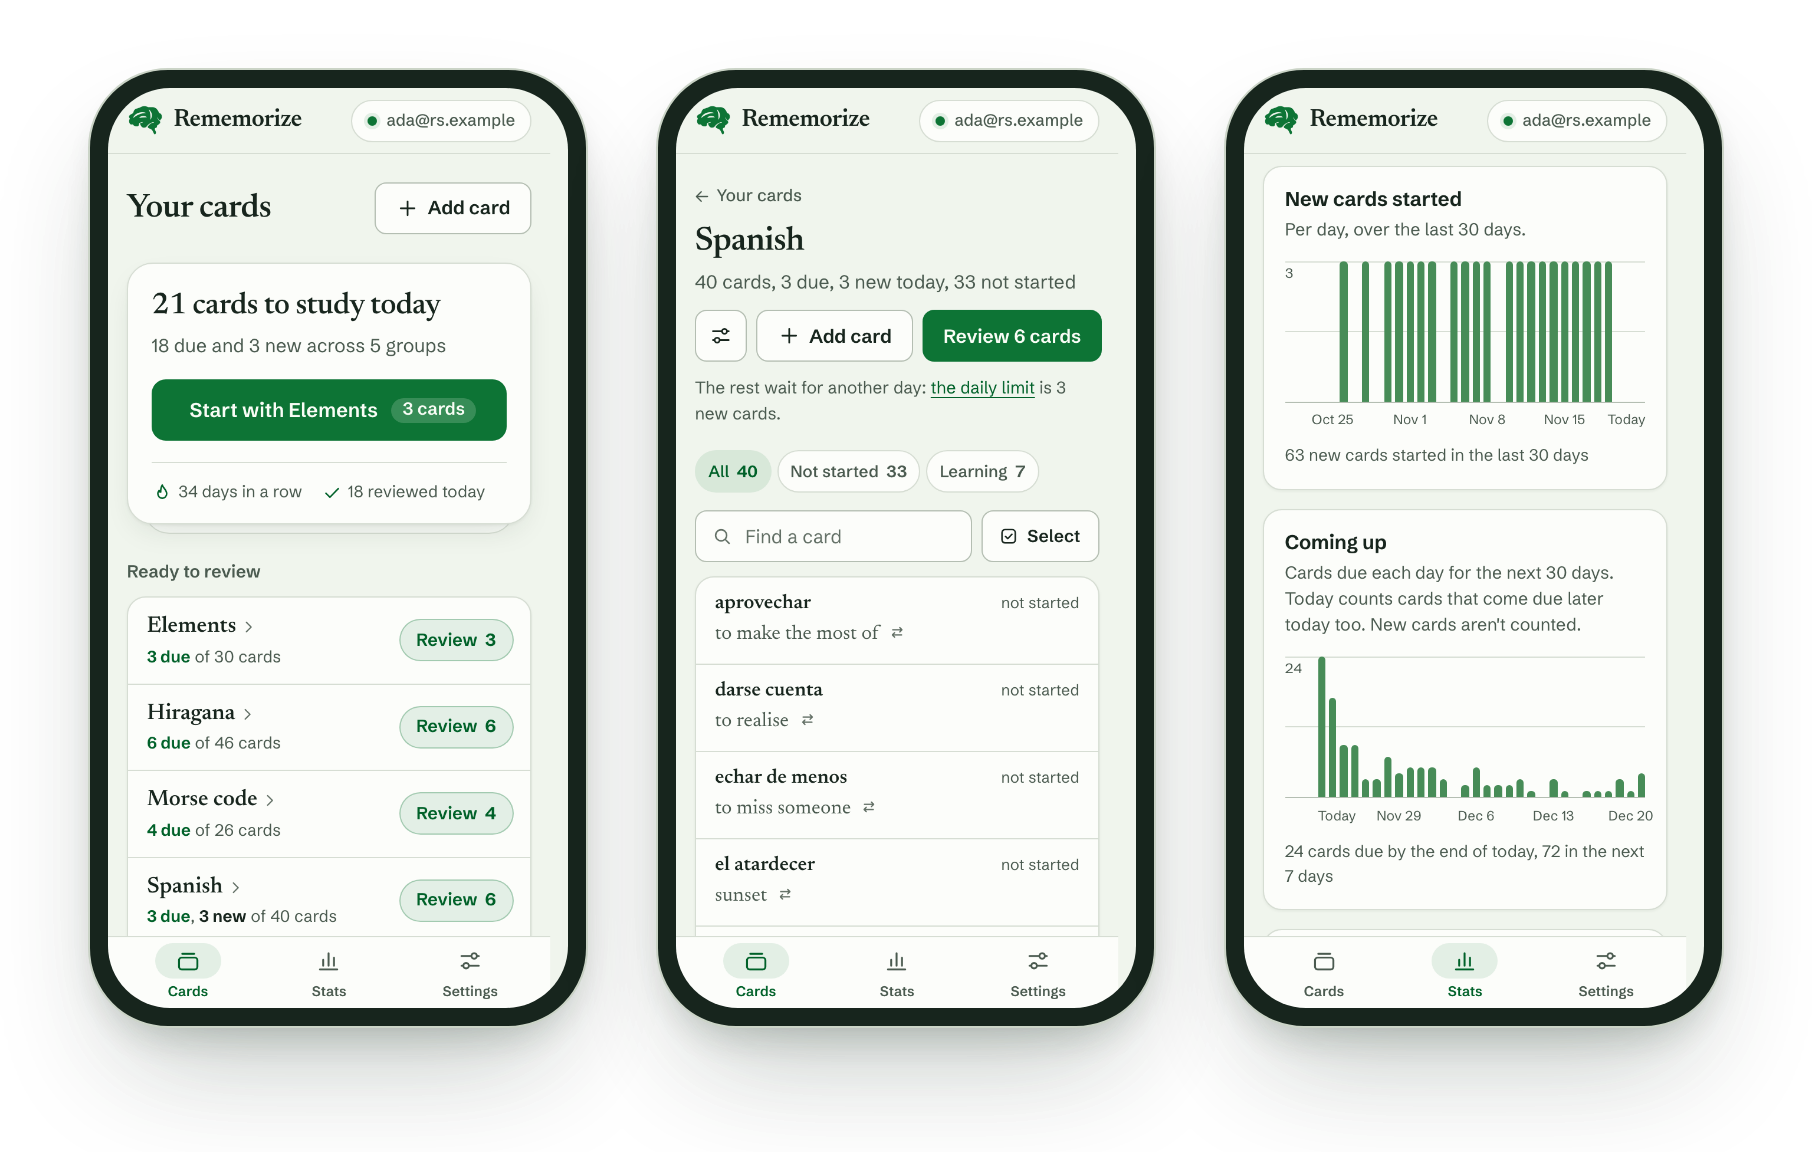 Rememorize
ada@rs.example
Your cards
Add card
21 cards to study today
18 due and 3 new across 5 groups
Start with Elements 3 cards
34 days in a row 18 reviewed today
Ready to review
Elements
3 due of 30 cards
Review 3
Hiragana
6 due of 46 cards
Review 6
Morse code
4 due of 26 cards
Review 4
Spanish
3 due, 3 new of 40 cards
Review 6
Cards Stats Settings
Rememorize
ada@rs.example
← Your cards
Spanish
40 cards, 3 due, 3 new today, 33 not started
Add card
Review 6 cards
The rest wait for another day: the daily limit is 3
new cards.
All 40 Not started 33 Learning 7
Find a card
Select
aprovechar
not started
to make the most of
darse cuenta
not started
to realise
echar de menos
not started
to miss someone
el atardecer
not started
sunset
Cards Stats Settings
Rememorize
ada@rs.example
New cards started
Per day, over the last 30 days.
3
Oct 25 Nov 1 Nov 8 Nov 15 Today
63 new cards started in the last 30 days
Coming up
Cards due each day for the next 30 days.
Today counts cards that come due later
today too. New cards aren't counted.
24
Today Nov 29 Dec 6 Dec 13 Dec 20
24 cards due by the end of today, 72 in the next
7 days
Cards Stats Settings